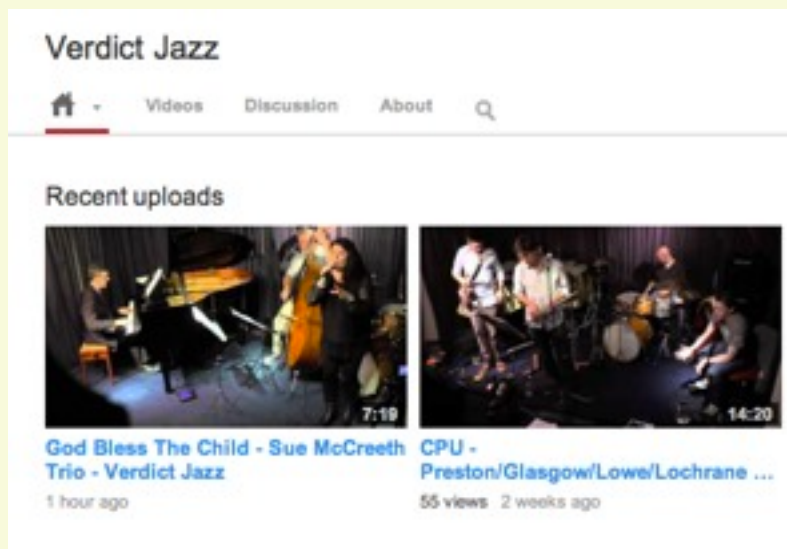 Verdict Jazz
Videos Discussion About
Recent uploads
7:19
14:20
God Bless The Child - Sue McCreeth
Trio - Verdict Jazz
1 hour ago
CPU -
Preston/Glasgow/Lowe/Lochrane ...
55 views 2 weeks ago